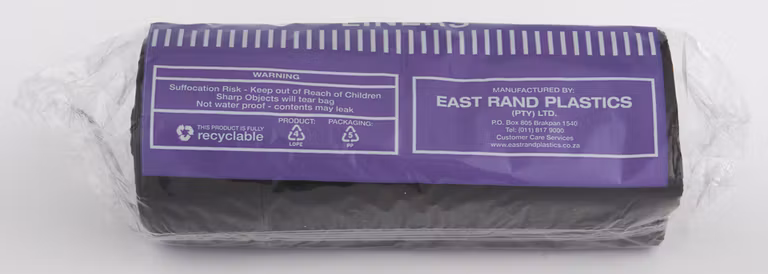 LINERS
WARNING
Suffocation Risk - Keep out of Reach of Children
Sharp Objects will tear bag
Not water proof - contents may leak
THIS PRODUCT IS FULLY
recyclable
PRODUCT:
4
LDPE
PACKAGING:
5
PP
MANUFACTURED BY:
EAST RAND PLASTICS
(PTY) LTD.
P.O. Box 805 Brakpan 1540
Tel: (011) 817 9000
Customer Care Services
www.eastrandplastics.co.za